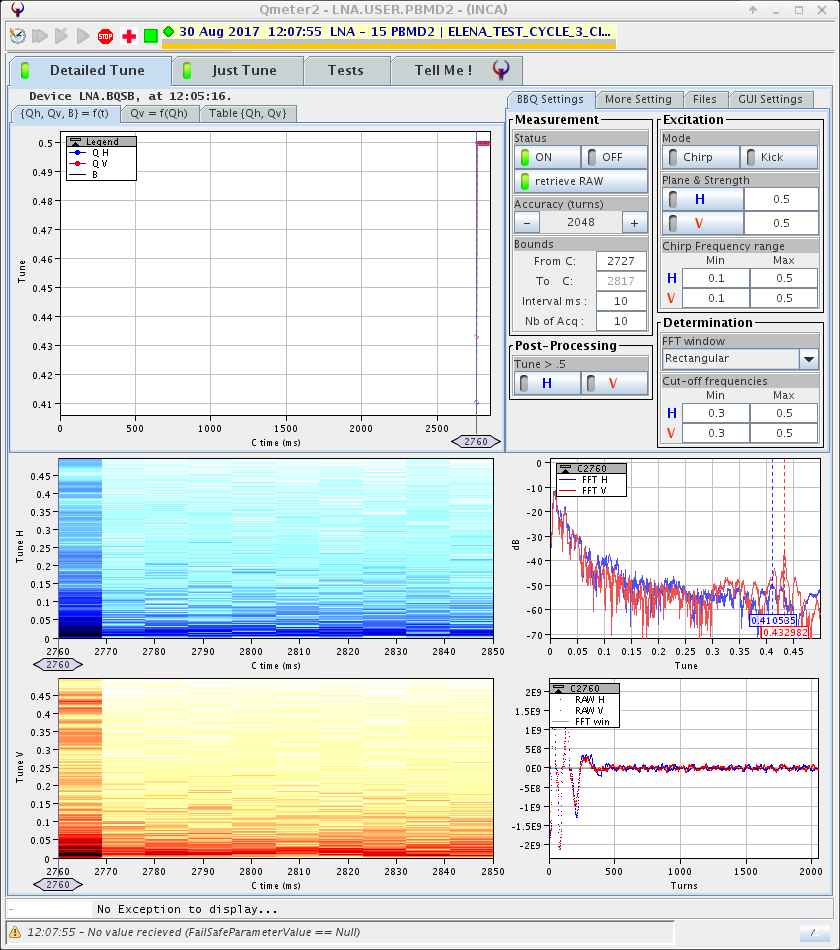 Qmeter2 - LNA.USER.PBMD2 - (INCA)
STOP
30 Aug 2017 12:07:55 LNA - 15 PBMD2 | ELENA_TEST_CYCLE_3_CI...
Detailed Tune Just Tune Tests Tell Me !
Device LNA.BQSB, at 12:05:16.
{Qh, Qv, B} = f(t) Qv = f(Qh) Table {Qh, Qv}
Legend
Q H
Q V
B
0.5
0.49
0.48
0.47
0.46
0.45
0.44
0.43
0.42
0.41
Tune
0 500 1000 1500 2000 2500
C time (ms)
2760
BBQ Settings More Setting Files GUI Settings
Measurement
Status
ON OFF
retrieve RAW
Accuracy (turns)
- 2048 +
Bounds
From C: 2727
To C: 2817
Interval ms : 10
Nb of Acq : 10
Post-Processing
Tune > .5
H V
Excitation
Mode
Chirp Kick
Plane & Strength
H 0.5
V 0.5
Chirp Frequency range
Min Max
H 0.1 0.5
V 0.1 0.5
Determination
FFT window
Rectangular
Cut-off frequencies
Min Max
H 0.3 0.5
V 0.3 0.5
0.45
0.4
0.35
0.3
0.25
0.2
0.15
0.1
0.05
0
Tune H
2760 2770 2780 2790 2800 2810 2820 2830 2840 2850
C time (ms)
2760
C2760
FFT H
FFT V
0
-10
-20
-30
-40
-50
-60
-70
dB
0.410535
0.432982
0 0.05 0.1 0.15 0.2 0.25 0.3 0.35 0.4 0.45
Tune
0.45
0.4
0.35
0.3
0.25
0.2
0.15
0.1
0.05
0
Tune V
2760 2770 2780 2790 2800 2810 2820 2830 2840 2850
C time (ms)
2760
C2760
RAW H
RAW V
FFT win
2E9
1.5E9
1E9
5E8
0E0
-5E8
-1E9
-1.5E9
-2E9
0 500 1000 1500 2000
Turns
- No Exception to display...
12:07:55 - No value recieved (FailSafeParameterValue == Null)